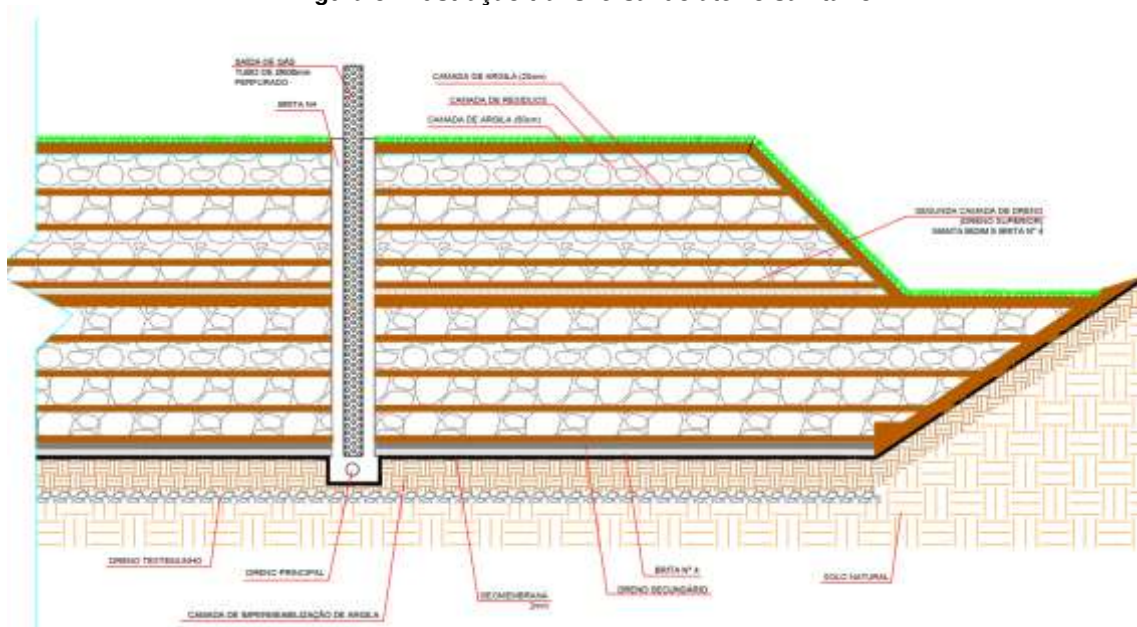 SAÍDA DE GÁS
TUBO DE
PERFURADO
BRITA N4
CAMADA DE ARGILA (20cm)
CAMADA DE RESÍDUOS
CAMADA DE ARGILA (60cm)
SEGUNDA CAMADA DE DRENO
(DRENO SUPERIOR)
MANTA BIDIM E BRITA Nº 4
DRENO TESTEMUNHO
DRENO PRINCIPAL
CAMADA DE IMPERMEABILIZAÇÃO DE ARGILA
GEOMEMBRANA
2mm
BRITA Nº 4
DRENO SECUNDÁRIO
SOLO NATURAL